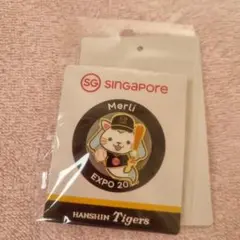 SG SINGAPORE
Merli
EXPO 20
HANSHIN Tigers